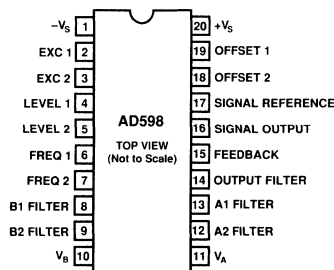 −VS 1 20 +VS
EXC 1 2 19 OFFSET 1
EXC 2 3 18 OFFSET 2
LEVEL 1 4 17 SIGNAL REFERENCE
AD598
LEVEL 2 5 16 SIGNAL OUTPUT
TOP VIEW
FREQ 1 6 15 FEEDBACK
(Not to Scale)
FREQ 2 7 14 OUTPUT FILTER
B1 FILTER 8 13 A1 FILTER
B2 FILTER 9 12 A2 FILTER
VB 10 11 VA